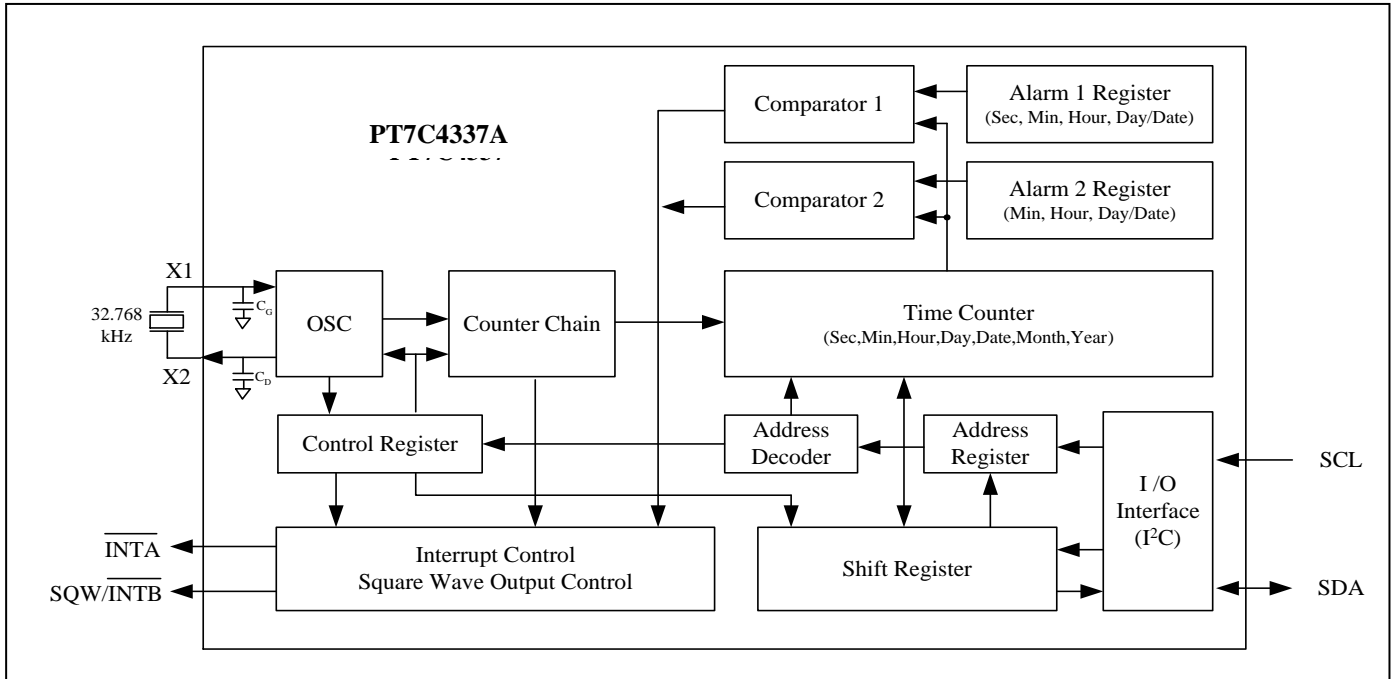 Comparator 1
Alarm 1 Register
(Sec, Min, Hour, Day/Date)
PT7C4337A
Comparator 2
Alarm 2 Register
(Min, Hour, Day/Date)
X1
32.768
kHz
X2
C_G
C_D
OSC
Counter Chain
Time Counter
(Sec,Min,Hour,Day,Date,Month,Year)
Control Register
Address
Decoder
Address
Register
I /O
Interface
(I²C)
SCL
SDA
INTA
SQW/INTB
Interrupt Control
Square Wave Output Control
Shift Register